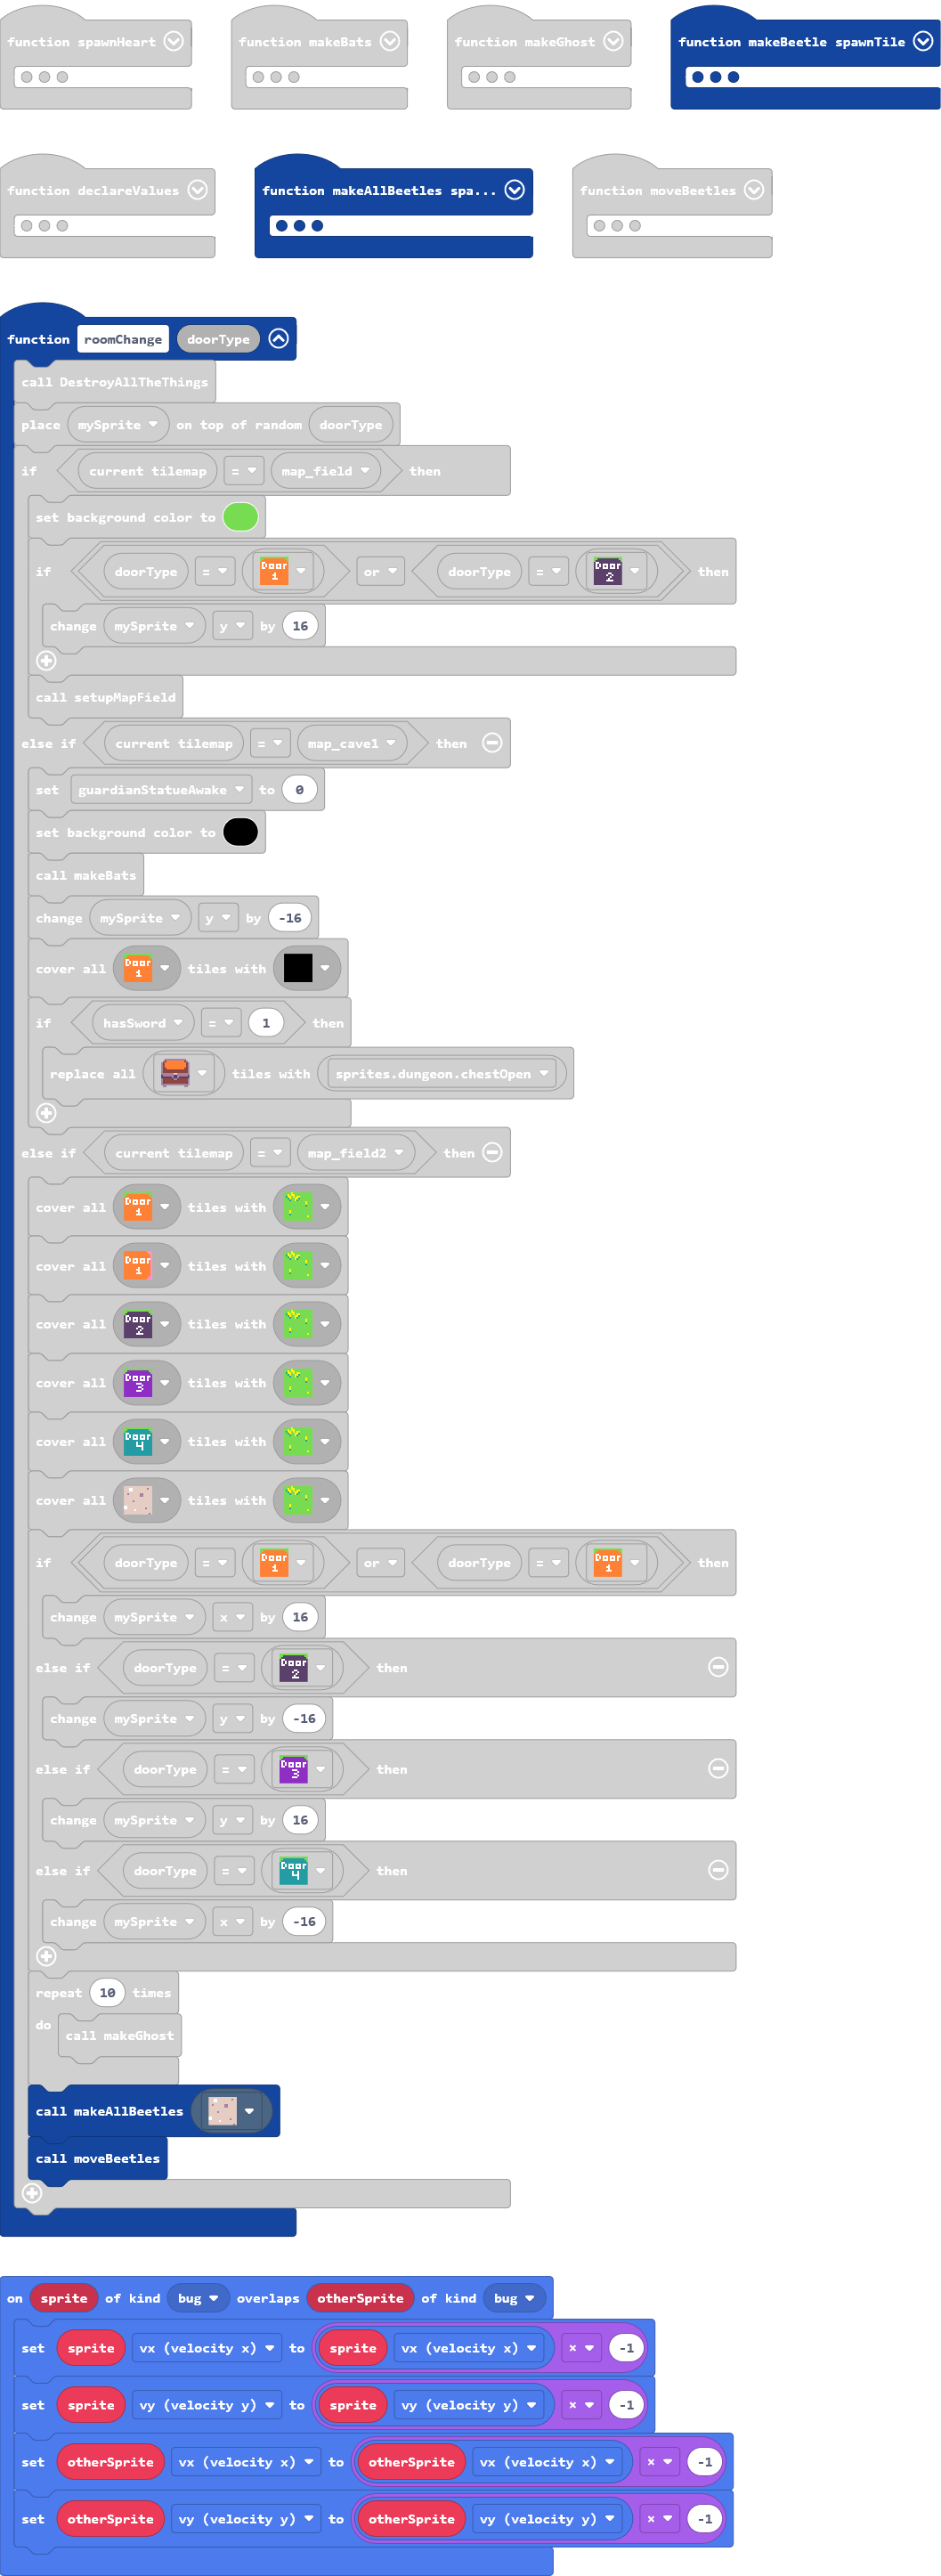 function spawnHeart
function makeBats
function makeGhost
function makeBeetle spawnTile
function declareValues
function makeAllBeetles spa...
function moveBeetles
function roomChange doorType
call DestroyAllTheThings
place mySprite on top of random doorType
if current tilemap = map_field then
set background color to
if doorType = Door 1 or doorType = Door 2 then
change mySprite y by 16
call setupMapField
else if current tilemap = map_cave1 then
set guardianStatueAwake to 0
set background color to
call makeBats
change mySprite y by -16
cover all Door 1 tiles with
if hasSword = 1 then
replace all tiles with sprites.dungeon.chestOpen
else if current tilemap = map_field2 then
cover all Door 1 tiles with
cover all Door 1 tiles with
cover all Door 2 tiles with
cover all Door 3 tiles with
cover all Door 4 tiles with
cover all tiles with
if doorType = Door 1 or doorType = Door 1 then
change mySprite x by 16
else if doorType = Door 2 then
change mySprite y by -16
else if doorType = Door 3 then
change mySprite y by 16
else if doorType = Door 4 then
change mySprite x by -16
repeat 10 times
do call makeGhost
call makeAllBeetles
call moveBeetles
on sprite of kind bug overlaps otherSprite of kind bug
set sprite vx (velocity x) to sprite vx (velocity x) × -1
set sprite vy (velocity y) to sprite vy (velocity y) × -1
set otherSprite vx (velocity x) to otherSprite vx (velocity x) × -1
set otherSprite vy (velocity y) to otherSprite vy (velocity y) × -1